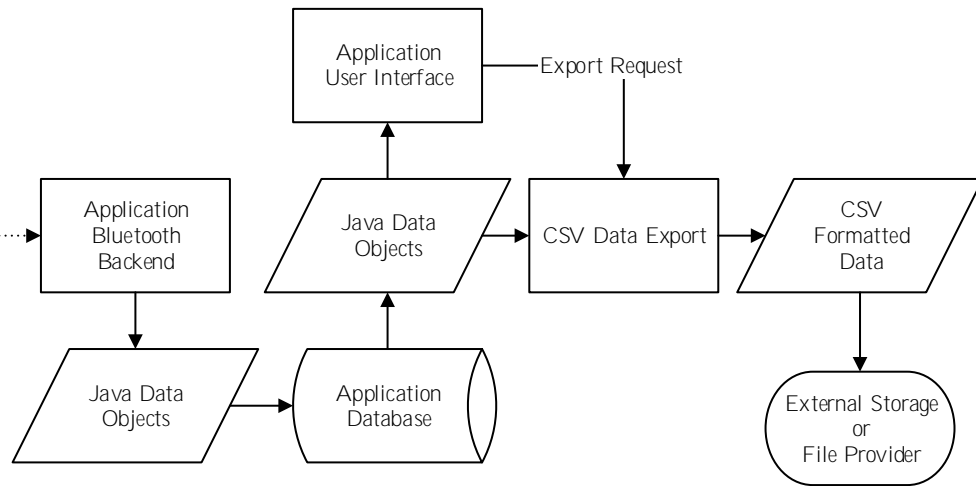 Application
User Interface
Export Request
Application
Bluetooth
Backend
Java Data
Objects
CSV Data Export
CSV
Formatted
Data
Java Data
Objects
Application
Database
External Storage
or
File Provider